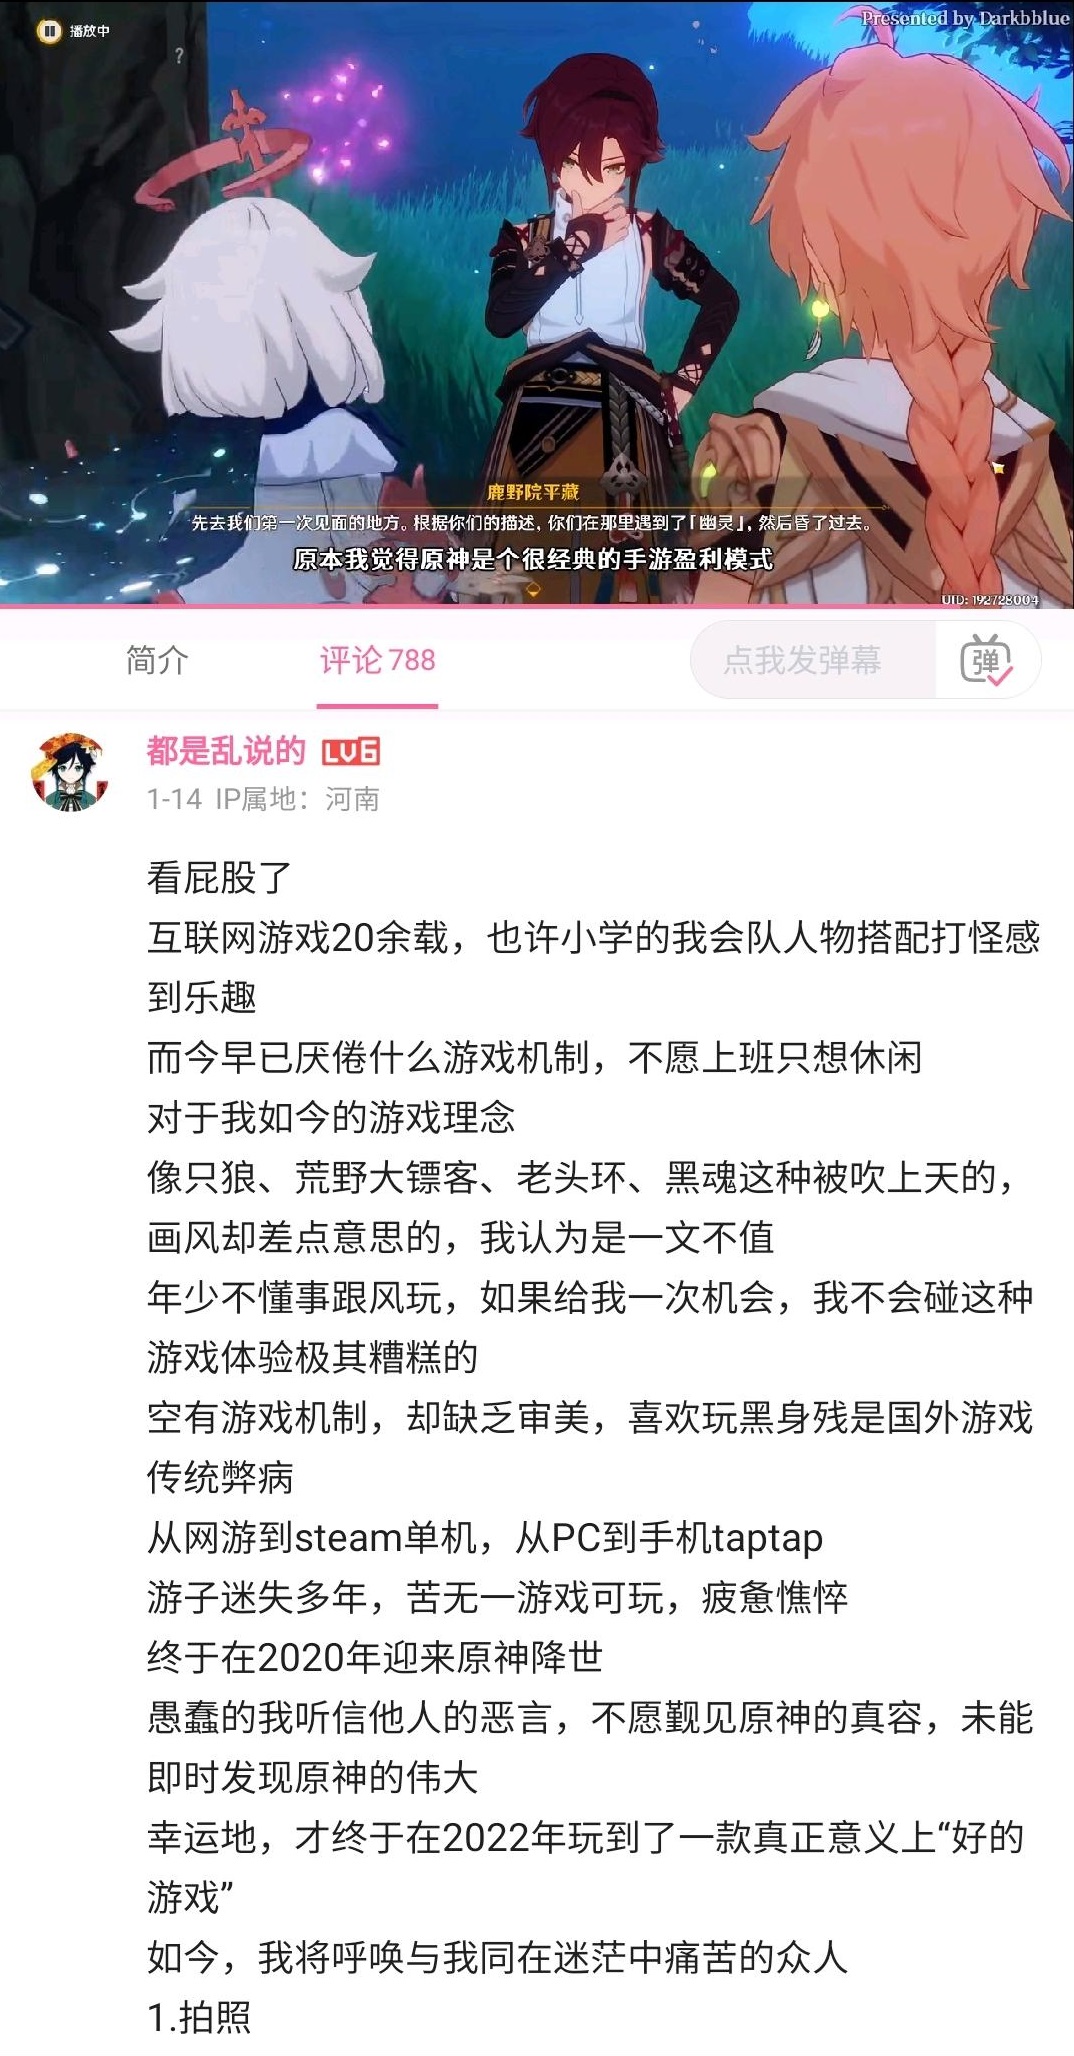 播放中
Presented by Darkbbblue
?
鹿野院平藏
先去我们第一次见面的地方。根据你们的描述，你们在那里遇到了「幽灵」，然后昏了过去。
原本我觉得原神是个很经典的手游盈利模式
UID: 192728004
简介
评论 788
点我发弹幕
弹
都是乱说的 LV6
1-14 IP属地：河南
看屁股了
互联网游戏20余载，也许小学的我会队人物搭配打怪感
到乐趣
而今早已厌倦什么游戏机制，不愿上班只想休闲
对于我如今的游戏理念
像只狼、荒野大镖客、老头环、黑魂这种被吹上天的，
画风却差点意思的，我认为是一文不值
年少不懂事跟风玩，如果给我一次机会，我不会碰这种
游戏体验极其糟糕的
空有游戏机制，却缺乏审美，喜欢玩黑身残是国外游戏
传统弊病
从网游到steam单机，从PC到手机taptap
游子迷失多年，苦无一游戏可玩，疲惫憔悴
终于在2020年迎来原神降世
愚蠢的我听信他人的恶言，不愿觐见原神的真容，未能
即时发现原神的伟大
幸运地，才终于在2022年玩到了一款真正意义上“好的
游戏”
如今，我将呼唤与我同在迷茫中痛苦的众人
1.拍照